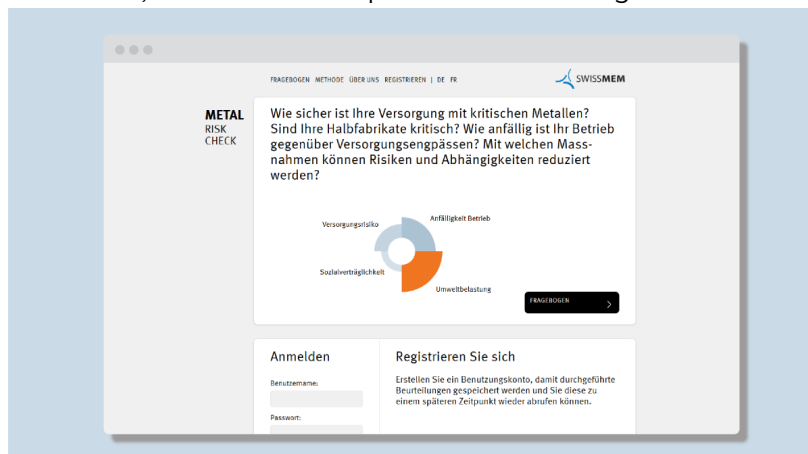 FRAGEBOGEN METHODE ÜBER UNS REGISTRIEREN | DE FR
SWISSMEM
METAL
RISK
CHECK
Wie sicher ist Ihre Versorgung mit kritischen Metallen?
Sind Ihre Halbfabrikate kritisch? Wie anfällig ist Ihr Betrieb
gegenüber Versorgungsengpässen? Mit welchen Mass-
nahmen können Risiken und Abhängigkeiten reduziert
werden?
Versorgungsrisiko
Anfälligkeit Betrieb
Sozialverträglichkeit
Umweltbelastung
FRAGEBOGEN
Anmelden
Benutzername:
Passwort:
Registrieren Sie sich
Erstellen Sie ein Benutzungskonto, damit durchgeführte
Beurteilungen gespeichert werden und Sie diese zu
einem späteren Zeitpunkt wieder abrufen können.